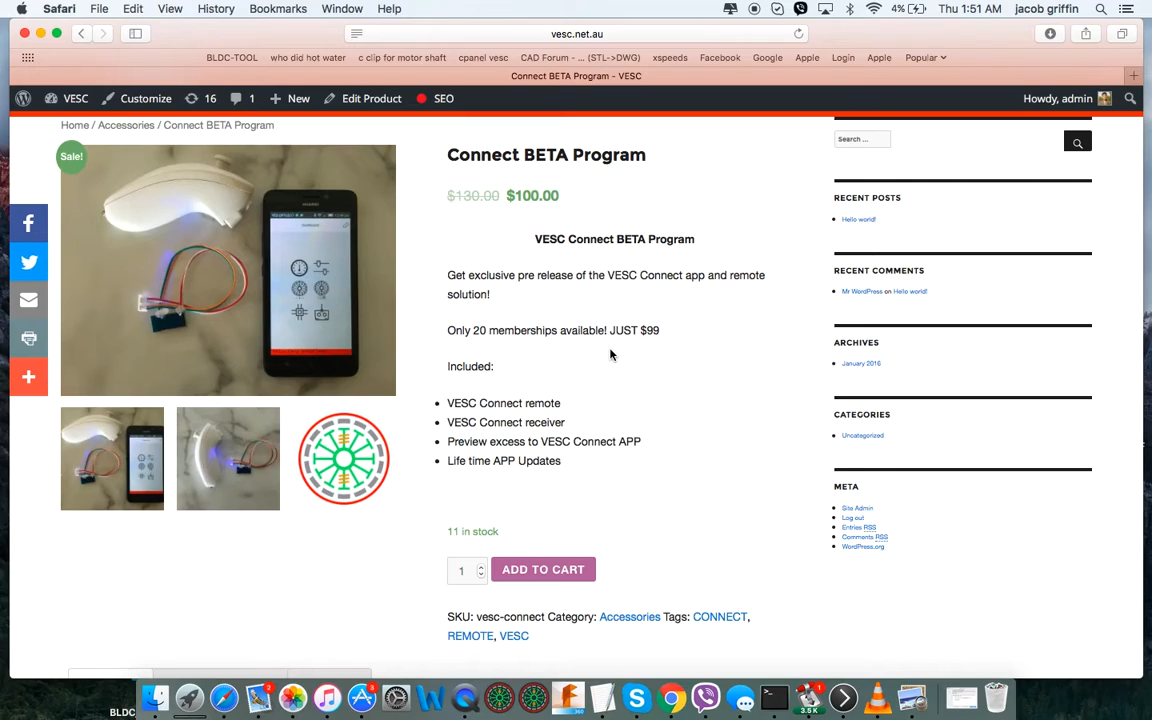 Safari File Edit View History Bookmarks Window Help 4% Thu 1:51 AM jacob griffin
vesc.net.au
BLDC-TOOL who did hot water c clip for motor shaft cpanel vesc CAD Forum - ... (STL->DWG) xspeeds Facebook Google Apple Login Apple Popular
Connect BETA Program - VESC
VESC Customize 16 1 New Edit Product SEO Howdy, admin
Home / Accessories / Connect BETA Program
Sale!
Connect BETA Program
$130.00 $100.00
VESC Connect BETA Program
Get exclusive pre release of the VESC Connect app and remote
solution!
Only 20 memberships available! JUST $99
Included:
VESC Connect remote
VESC Connect receiver
Preview excess to VESC Connect APP
Life time APP Updates
11 in stock
1 ADD TO CART
SKU: vesc-connect Category: Accessories Tags: CONNECT,
REMOTE, VESC
Search ...
RECENT POSTS
Hello world!
RECENT COMMENTS
Mr WordPress on Hello world!
ARCHIVES
January 2016
CATEGORIES
Uncategorized
META
Site Admin
Log out
Entries RSS
Comments RSS
WordPress.org
2
3
360
3.5 K
1
BLDC